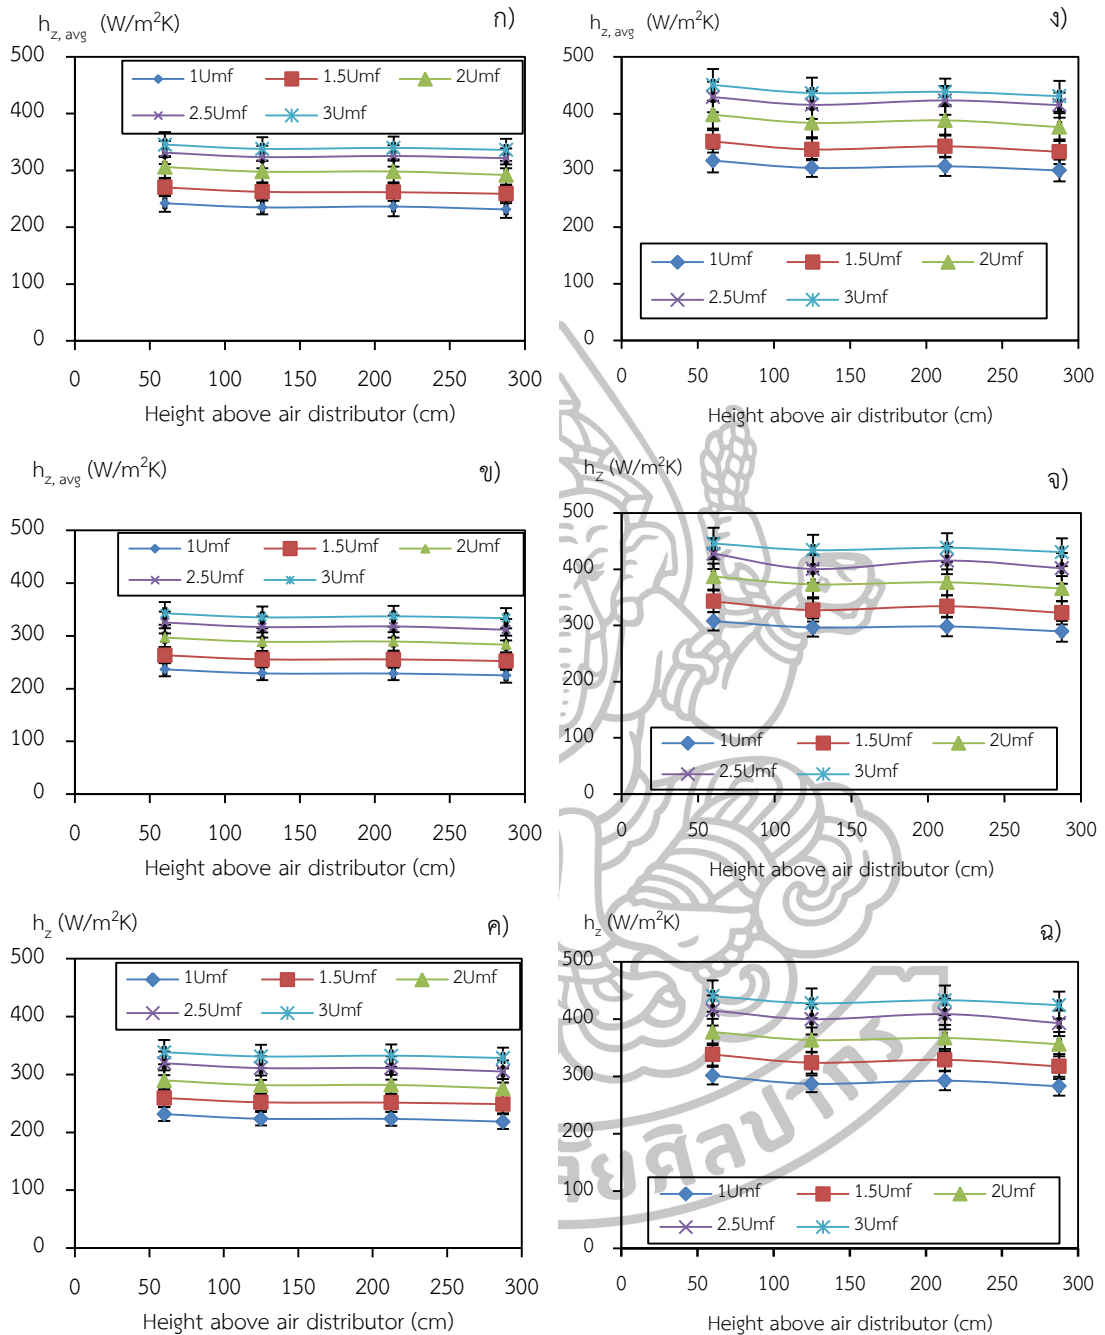 h_z, avg (W/m²K) ก)
500
400
300
200
100
0
1Umf 1.5Umf 2Umf
2.5Umf 3Umf
0 50 100 150 200 250 300
Height above air distributor (cm)
h_z, avg (W/m²K) ง)
500
400
300
200
100
0
1Umf 1.5Umf 2Umf
2.5Umf 3Umf
0 50 100 150 200 250 300
Height above air distributor (cm)
h_z, avg (W/m²K) ข)
500
400
300
200
100
0
1Umf 1.5Umf 2Umf
2.5Umf 3Umf
0 50 100 150 200 250 300
Height above air distributor (cm)
h_z (W/m²K) จ)
500
400
300
200
100
0
1Umf 1.5Umf 2Umf
2.5Umf 3Umf
0 50 100 150 200 250 300
Height above air distributor (cm)
h_z (W/m²K) ค)
500
400
300
200
100
0
1Umf 1.5Umf 2Umf
2.5Umf 3Umf
0 50 100 150 200 250 300
Height above air distributor (cm)
h_z (W/m²K) ฉ)
500
400
300
200
100
0
1Umf 1.5Umf 2Umf
2.5Umf 3Umf
0 50 100 150 200 250 300
Height above air distributor (cm)
ยศิลปากร